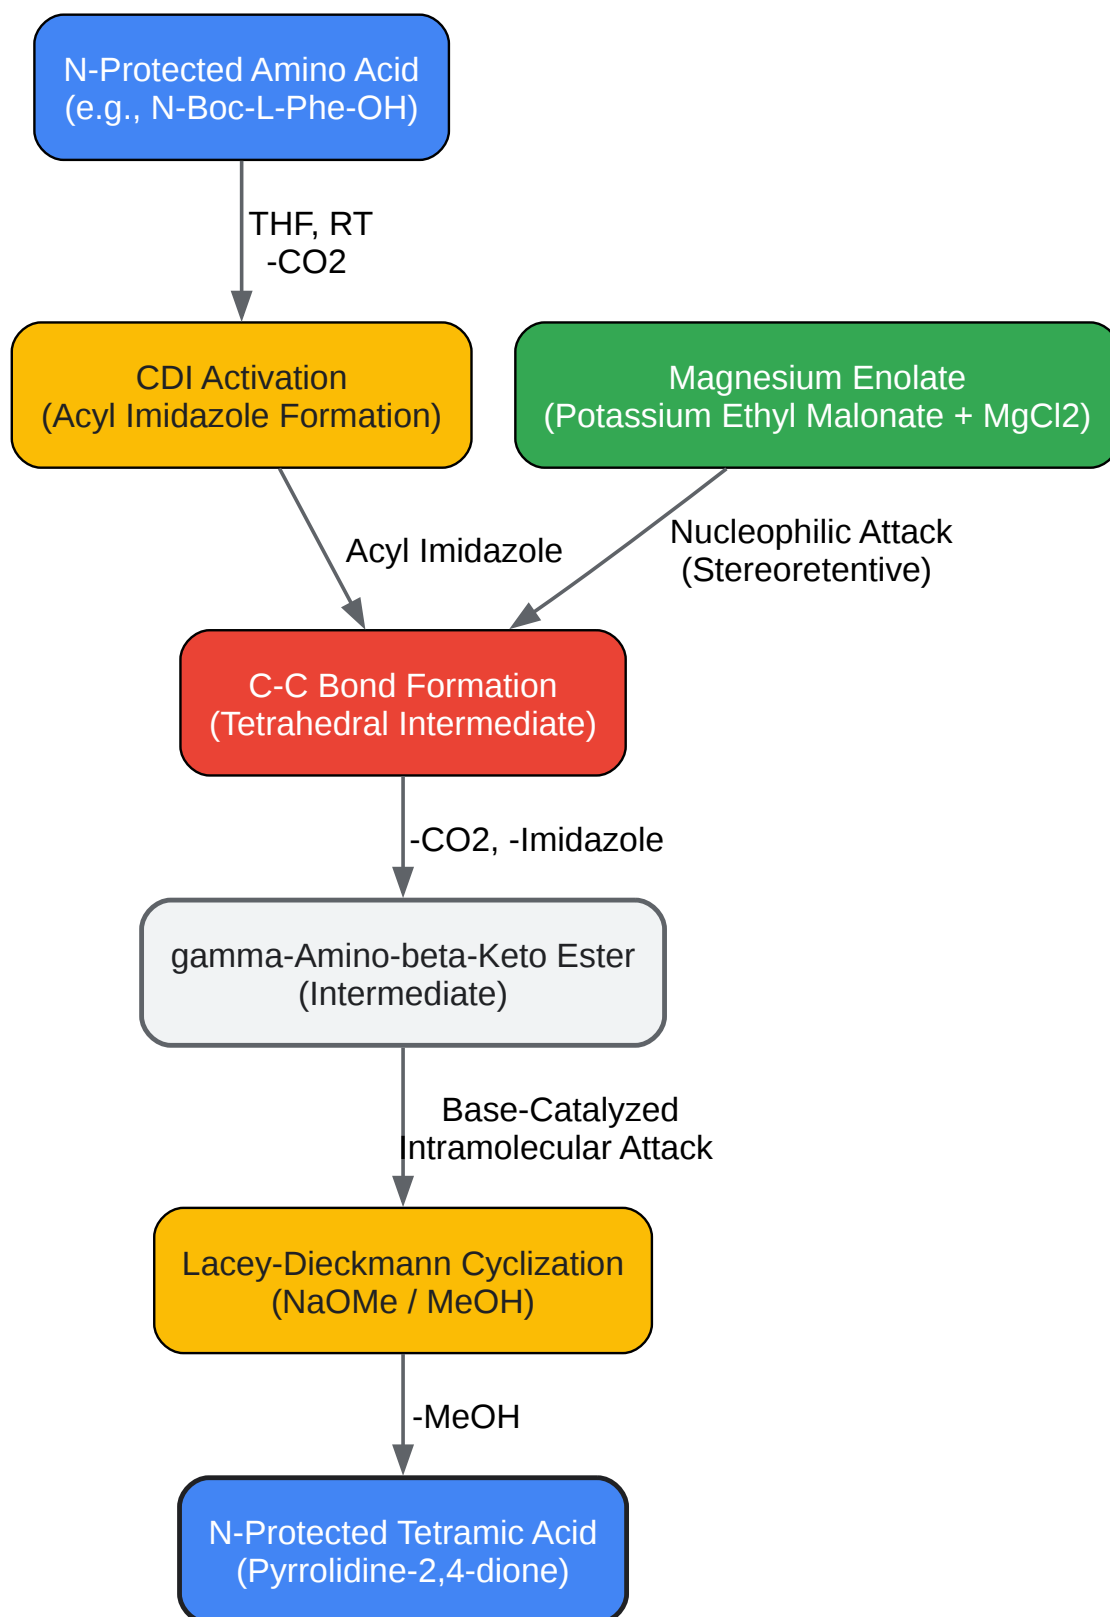 N-Protected Amino Acid
(e.g., N-Boc-L-Phe-OH)
THF, RT
-CO2
CDI Activation
(Acyl Imidazole Formation)
Magnesium Enolate
(Potassium Ethyl Malonate + MgCl2)
Acyl Imidazole
Nucleophilic Attack
(Stereoretentive)
C-C Bond Formation
(Tetrahedral Intermediate)
-CO2, -Imidazole
gamma-Amino-beta-Keto Ester
(Intermediate)
Base-Catalyzed
Intramolecular Attack
Lacey-Dieckmann Cyclization
(NaOMe / MeOH)
-MeOH
N-Protected Tetramic Acid
(Pyrrolidine-2,4-dione)